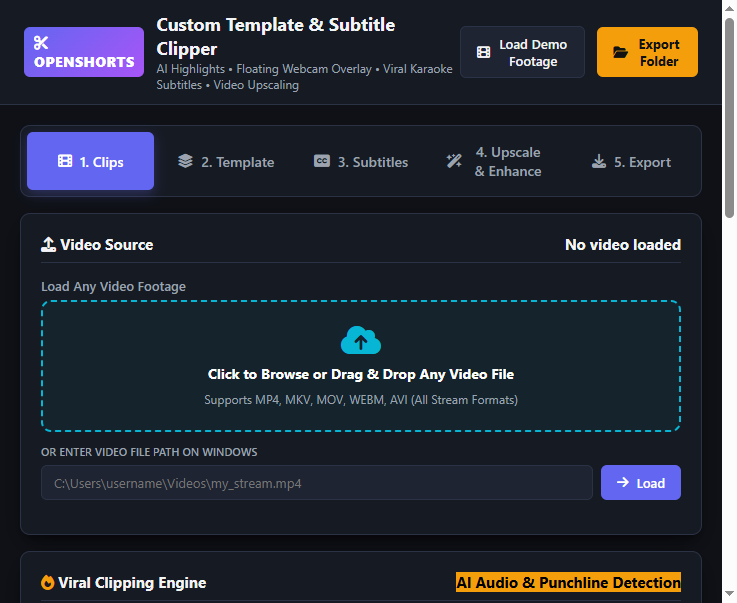 OPENSHORTS
Custom Template & Subtitle
Clipper
AI Highlights • Floating Webcam Overlay • Viral Karaoke
Subtitles • Video Upscaling
Load Demo
Footage
Export
Folder
1. Clips
2. Template
CC
3. Subtitles
4. Upscale
& Enhance
5. Export
Video Source
No video loaded
Load Any Video Footage
Click to Browse or Drag & Drop Any Video File
Supports MP4, MKV, MOV, WEBM, AVI (All Stream Formats)
OR ENTER VIDEO FILE PATH ON WINDOWS
C:\Users\username\Videos\my_stream.mp4
Load
Viral Clipping Engine
AI Audio & Punchline Detection